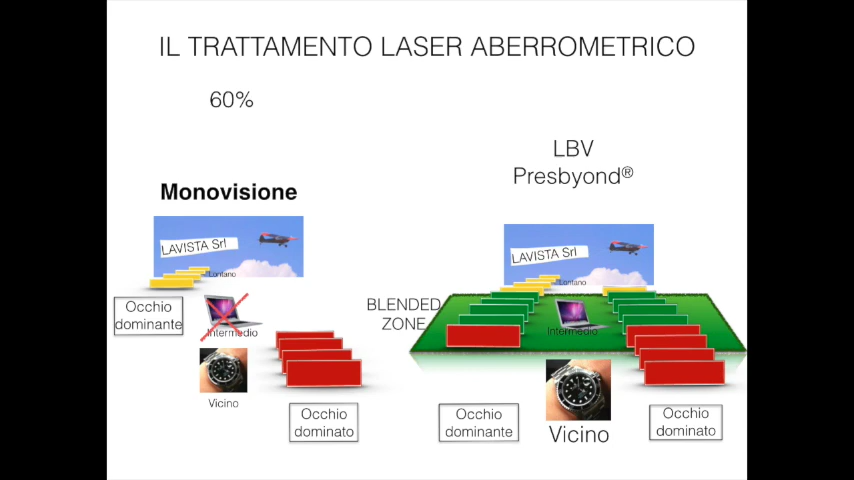 IL TRATTAMENTO LASER ABERROMETRICO
60%
Monovisione
LAVISTA Srl
Lontano
Occhio
dominante
Intermedio
Vicino
Occhio
dominato
LBV
Presbyond®
LAVISTA Srl
Lontano
BLENDED
ZONE
Intermedio
Occhio
dominante
Vicino
Occhio
dominato